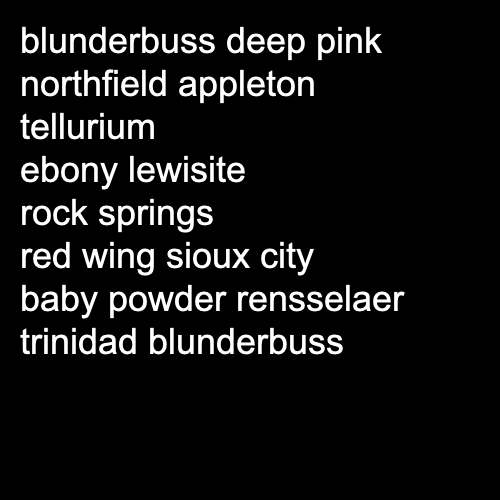 blunderbuss deep pink
northfield appleton
tellurium
ebony lewisite
rock springs
red wing sioux city
baby powder rensselaer
trinidad blunderbuss